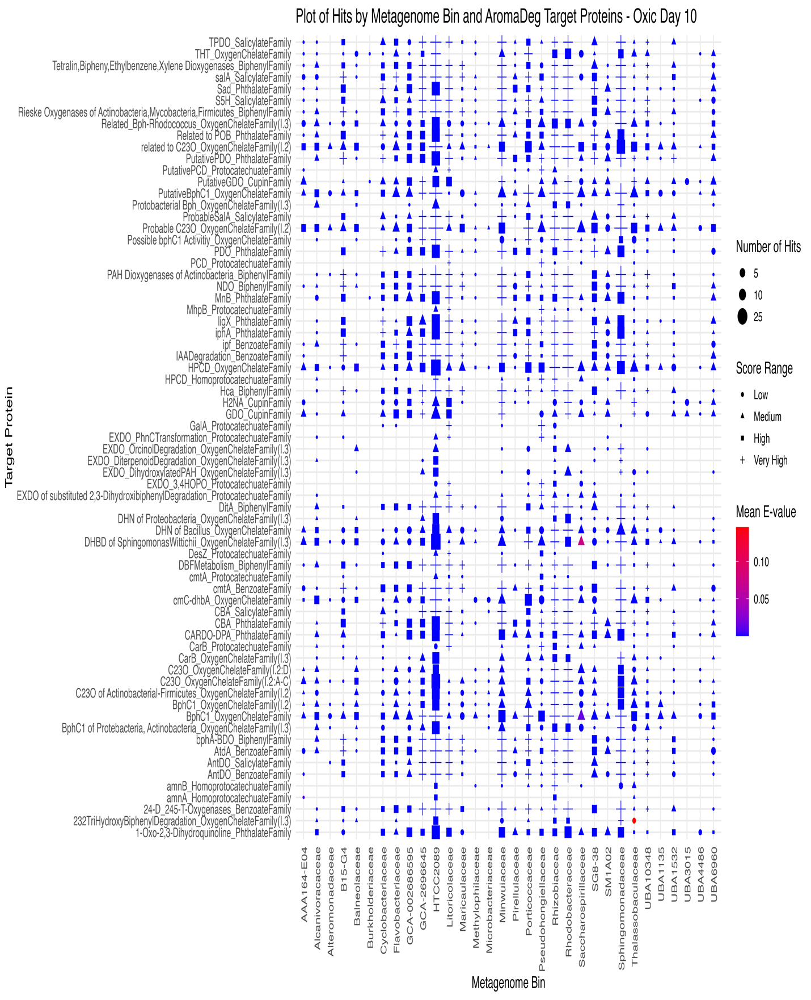 Plot of Hits by Metagenome Bin and AromaDeg Target Proteins - Oxic Day 10
Target Protein
TPDO_SalicylateFamily
THT_OxygenChelateFamily
Tetralin,Bipheny,Ethylbenzene,Xylene Dioxygenases_BiphenylFamily
salA_SalicylateFamily
Sad_PhthalateFamily
S5H_SalicylateFamily
Rieske Oxygenases of Actinobacteria,Mycobacteria,Firmicutes_BiphenylFamily
Related_Bph-Rhodococcus_OxygenChelateFamily(I.3)
Related to POB_PhthalateFamily
related to C23O_OxygenChelateFamily(I.2)
PutativePDO_PhthalateFamily
PutativePCD_ProtocatechuateFamily
PutativeGDO_CupinFamily
PutativeBphC1_OxygenChelateFamily
Protobacterial Bph_OxygenChelateFamily(I.3)
ProbableSalA_SalicylateFamily
Probable C23O_OxygenChelateFamily(I.2)
Possible bphC1 Activitiy_OxygenChelateFamily
PDO_PhthalateFamily
PCD_ProtocatechuateFamily
PAH Dioxygenases of Actinobacteria_BiphenylFamily
NDO_BiphenylFamily
MnB_PhthalateFamily
MhpB_ProtocatechuateFamily
ligX_PhthalateFamily
iphA_PhthalateFamily
ipf_BenzoateFamily
IAADegradation_BenzoateFamily
HPCD_OxygenChelateFamily
HPCD_HomoprotocatechuateFamily
Hca_BiphenylFamily
H2NA_CupinFamily
GDO_CupinFamily
GalA_ProtocatechuateFamily
EXDO_PhnCTransformation_ProtocatechuateFamily
EXDO_OrcinolDegradation_OxygenChelateFamily(I.3)
EXDO_DiterpenoidDegradation_OxygenChelateFamily(I.3)
EXDO_DihydroxylatedPAH_OxygenChelateFamily(I.3)
EXDO_3,4HOPO_ProtocatechuateFamily
EXDO of substituted 2,3-DihydroxibiphenylDegradation_ProtocatechuateFamily
DitA_BiphenylFamily
DHN of Proteobacteria_OxygenChelateFamily(I.3)
DHN of Bacillus_OxygenChelateFamily
DHBD of SphingomonasWittichii_OxygenChelateFamily(I.3)
DesZ_ProtocatechuateFamily
DBFMetabolism_BiphenylFamily
cmtA_ProtocatechuateFamily
cmtA_BenzoateFamily
cmC-dhbA_OxygenChelateFamily
CBA_SalicylateFamily
CBA_PhthalateFamily
CARDO-DPA_PhthalateFamily
CarB_ProtocatechuateFamily
CarB_OxygenChelateFamily(I.3)
C23O_OxygenChelateFamily(I.2:D)
C23O_OxygenChelateFamily(I.2:A-C)
C23O of Actinobacterial-Firmicutes_OxygenChelateFamily(I.2)
BphC1_OxygenChelateFamily(I.2)
BphC1_OxygenChelateFamily
BphC1 of Protebacteria, Actinobacteria_OxygenChelateFamily(I.3)
bphA-BDO_BiphenylFamily
AtdA_BenzoateFamily
AntDO_SalicylateFamily
AntDO_BenzoateFamily
amnB_HomoprotocatechuateFamily
amnA_HomoprotocatechuateFamily
24-D_245-T-Oxygenases_BenzoateFamily
232TriHydroxyBiphenylDegradation_OxygenChelateFamily(I.3)
1-Oxo-2,3-Dihydroquinoline_PhthalateFamily
AAA164-E04
Alcanivoracaceae
Alteromonadaceae
B15-G4
Balneolaceae
Burkholderiaceae
Cyclobacteriaceae
Flavobacteriaceae
GCA-002686595
GCA-2696645
HTCC2089
Litoricolaceae
Maricaulaceae
Methylophilaceae
Microbacteriaceae
Minwuiaceae
Pirellulaceae
Porticoccaceae
Pseudohongiellaceae
Rhizobiaceae
Rhodobacteraceae
Saccharospirillaceae
SG8-38
SM1A02
Sphingomonadaceae
Thalassobaculaceae
UBA10348
UBA1135
UBA1532
UBA3015
UBA4486
UBA6960
Metagenome Bin
Number of Hits
5
10
25
Score Range
Low
Medium
High
Very High
Mean E-value
0.10
0.05